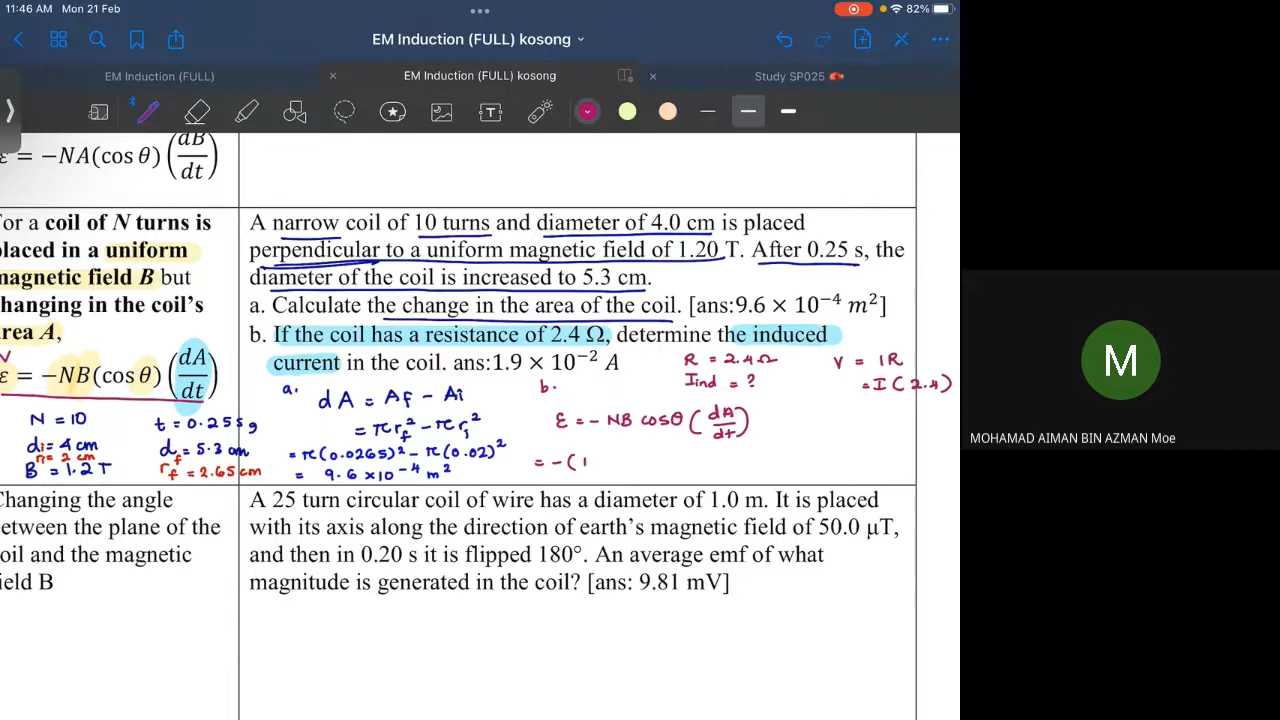 11:46 AM Mon 21 Feb
82%
EM Induction (FULL) kosong
EM Induction (FULL)
EM Induction (FULL) kosong
Study SP025
ε = −NA(cos θ) (dB/dt)
For a coil of N turns is
placed in a uniform
magnetic field B but
changing in the coil's
area A,
V
ε = −NB(cos θ) (dA/dt)
N = 10
t = 0.25 s
di = 4 cm
ri = 2 cm
df = 5.3 cm
B = 1.2 T
rf = 2.65 cm
A narrow coil of 10 turns and diameter of 4.0 cm is placed
perpendicular to a uniform magnetic field of 1.20 T. After 0.25 s, the
diameter of the coil is increased to 5.3 cm.
a. Calculate the change in the area of the coil. [ans:9.6 × 10⁻⁴ m²]
b. If the coil has a resistance of 2.4 Ω, determine the induced
current in the coil. ans:1.9 × 10⁻² A
R = 2.4 Ω
Iind = ?
V = IR
= I (2.4)
a.
dA = Af − Ai
= πrf² − πri²
= π(0.0265)² − π(0.02)²
= 9.6 × 10⁻⁴ m²
b.
ε = − NB cosθ (dA/dt)
= − (1
Changing the angle
between the plane of the
coil and the magnetic
field B
A 25 turn circular coil of wire has a diameter of 1.0 m. It is placed
with its axis along the direction of earth's magnetic field of 50.0 μT,
and then in 0.20 s it is flipped 180°. An average emf of what
magnitude is generated in the coil? [ans: 9.81 mV]
M
MOHAMAD AIMAN BIN AZMAN Moe